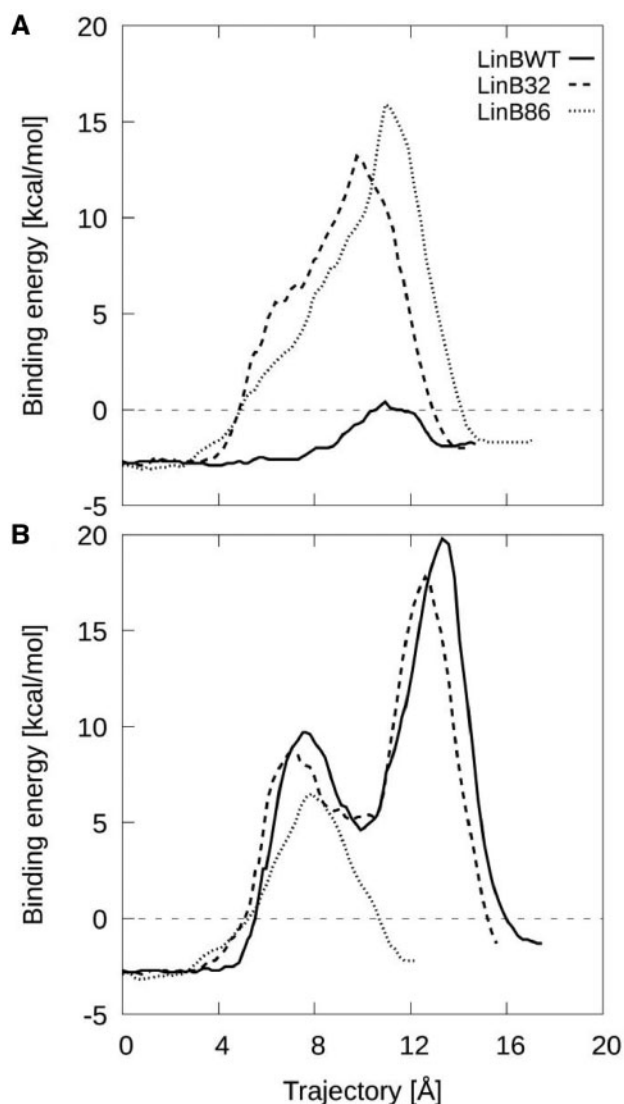 A
20
15
10
5
0
-5
Binding energy [kcal/mol]
LinBWT
LinB32
LinB86
B
20
15
10
5
0
-5
Binding energy [kcal/mol]
0 4 8 12 16 20
Trajectory [Å]